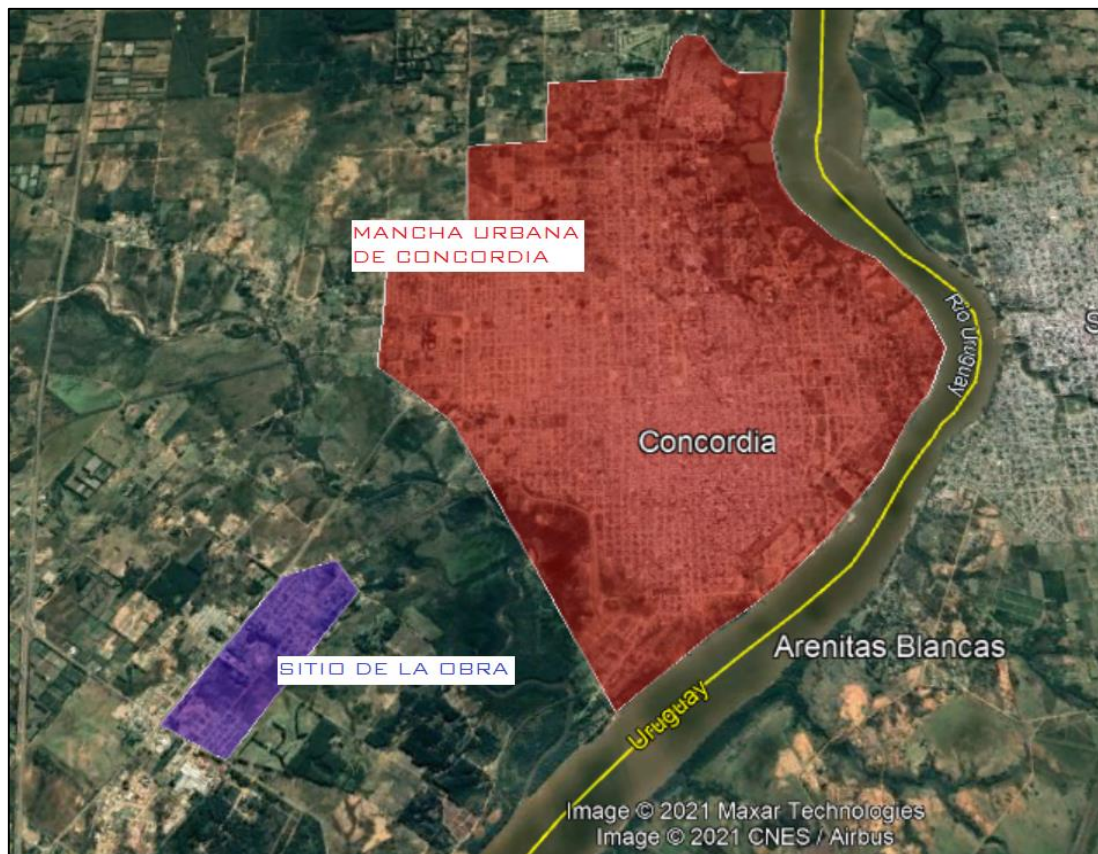 MANCHA URBANA
DE CONCORDIA
Río Uruguay
S
Concordia
Arenitas Blancas
SITIO DE LA OBRA
Uruguay
Image © 2021 Maxar Technologies
Image © 2021 CNES / Airbus